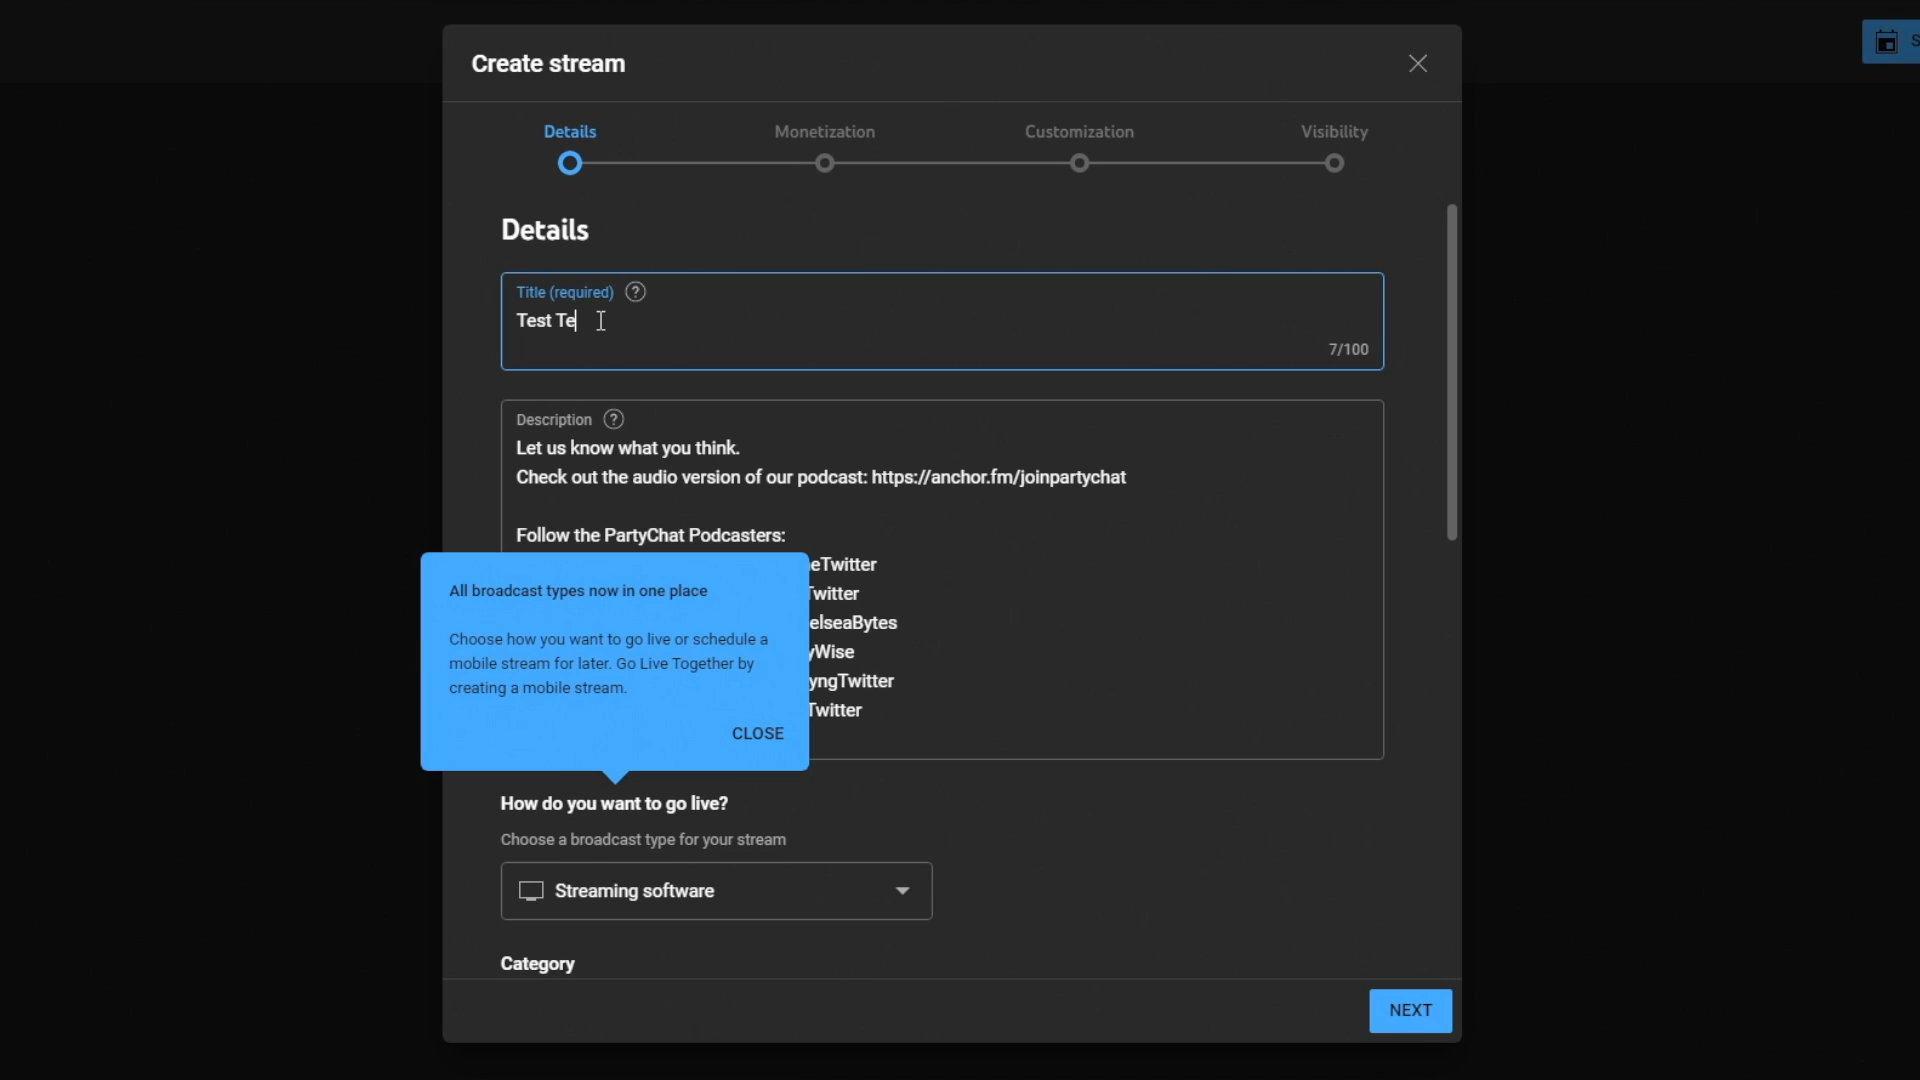 Create stream
Details
Monetization
Customization
Visibility
Details
Title (required)
Test Te
7/100
Description
Let us know what you think.
Check out the audio version of our podcast: https://anchor.fm/joinpartychat
Follow the PartyChat Podcasters:
eTwitter
Twitter
elseaBytes
yWise
yngTwitter
Twitter
All broadcast types now in one place
Choose how you want to go live or schedule a
mobile stream for later. Go Live Together by
creating a mobile stream.
CLOSE
How do you want to go live?
Choose a broadcast type for your stream
Streaming software
Category
NEXT